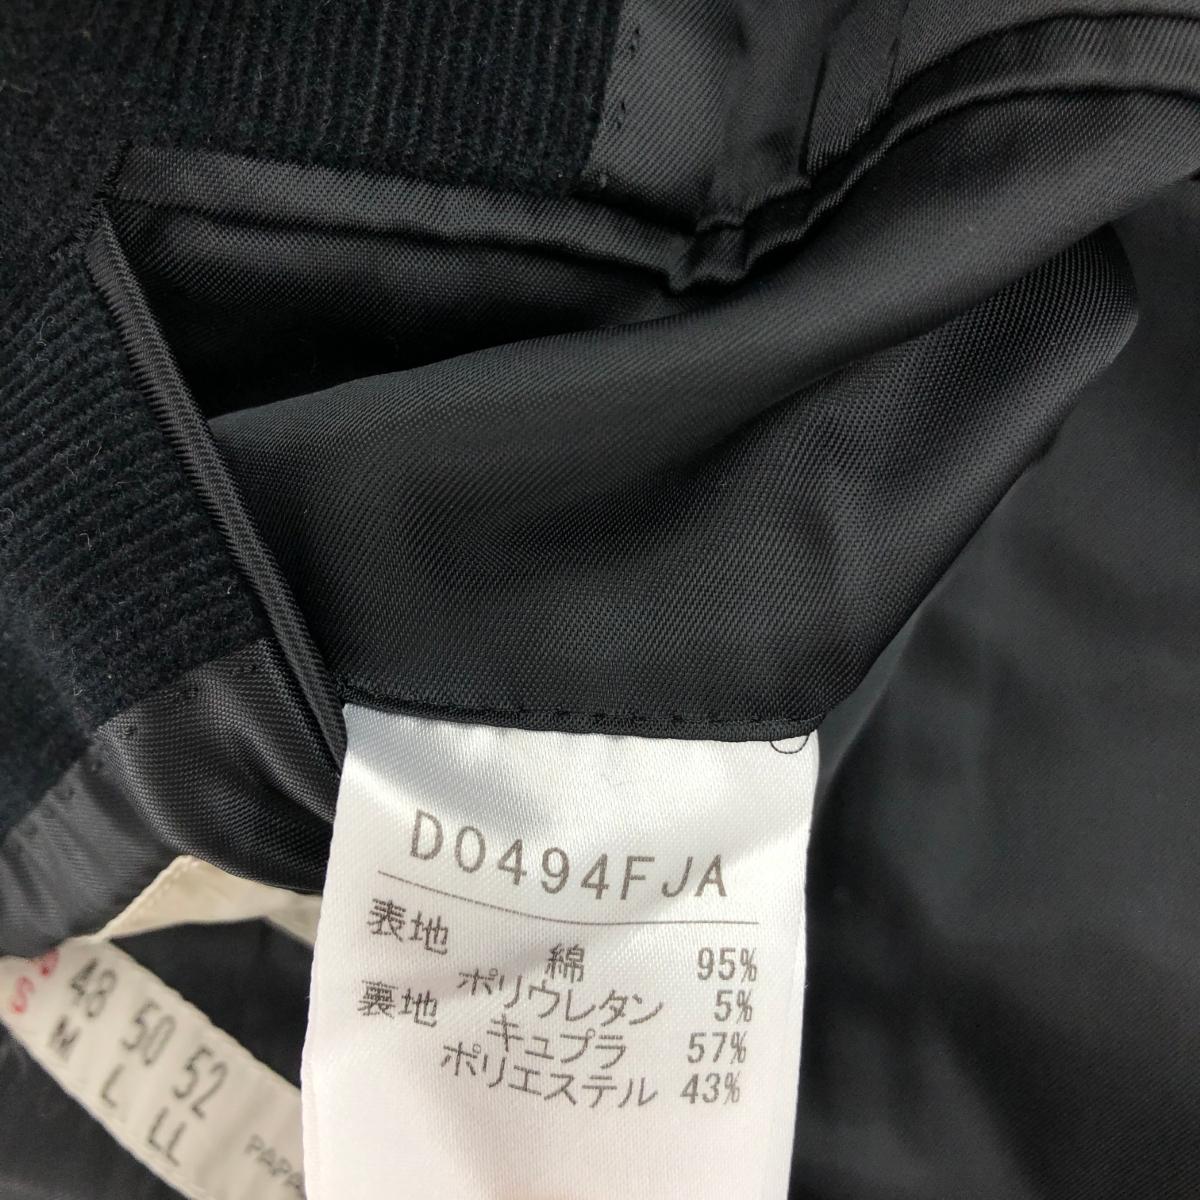 D0494FJA
表地 綿 95%
ポリウレタン 5%
裏地 キュプラ 57%
ポリエステル 43%
48 50 52
S M L LL